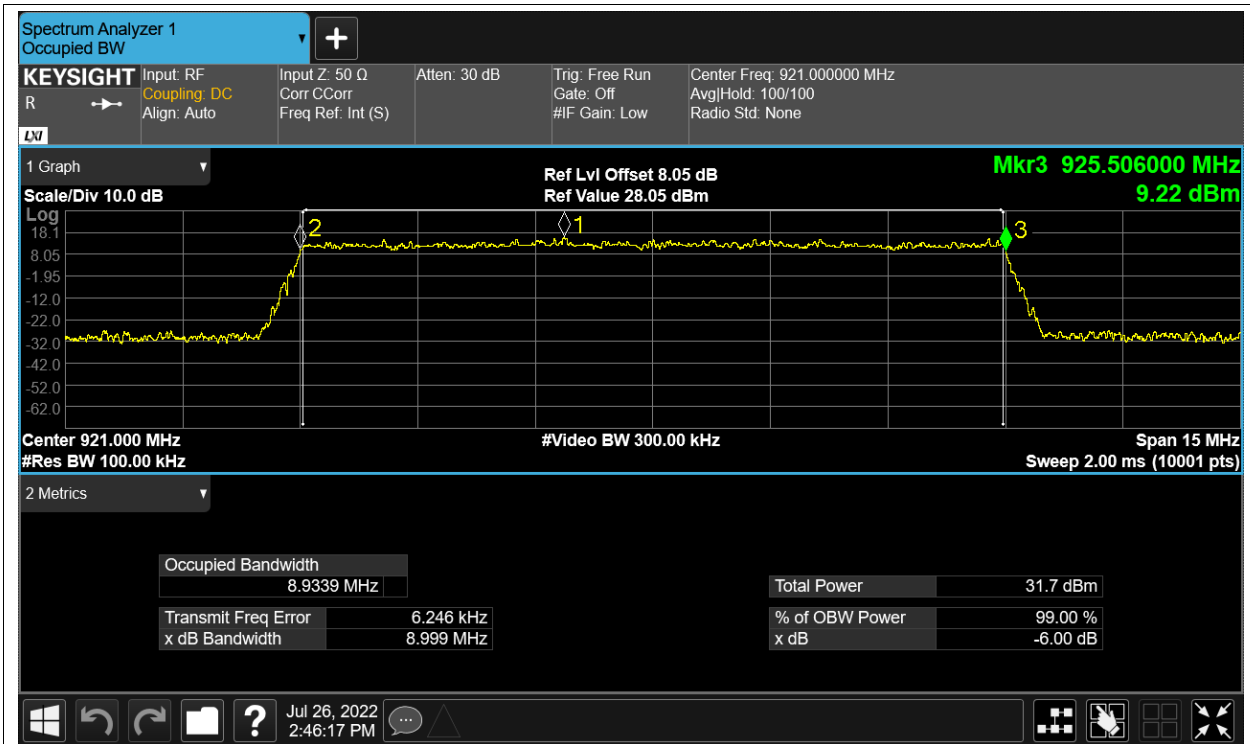 Spectrum Analyzer 1
Occupied BW
KEYSIGHT
R
LXI
Input: RF
Coupling: DC
Align: Auto
Input Z: 50 Ω
Corr CCorr
Freq Ref: Int (S)
Atten: 30 dB
Trig: Free Run
Gate: Off
#IF Gain: Low
Center Freq: 921.000000 MHz
Avg|Hold: 100/100
Radio Std: None
1 Graph
Scale/Div 10.0 dB
Ref Lvl Offset 8.05 dB
Ref Value 28.05 dBm
Mkr3 925.506000 MHz
9.22 dBm
Log
18.1
8.05
-1.95
-12.0
-22.0
-32.0
-42.0
-52.0
-62.0
2
1
3
Center 921.000 MHz
#Res BW 100.00 kHz
#Video BW 300.00 kHz
Span 15 MHz
Sweep 2.00 ms (10001 pts)
2 Metrics
Occupied Bandwidth
8.9339 MHz
Transmit Freq Error 6.246 kHz
x dB Bandwidth 8.999 MHz
Total Power 31.7 dBm
% of OBW Power 99.00 %
x dB -6.00 dB
?
Jul 26, 2022
2:46:17 PM